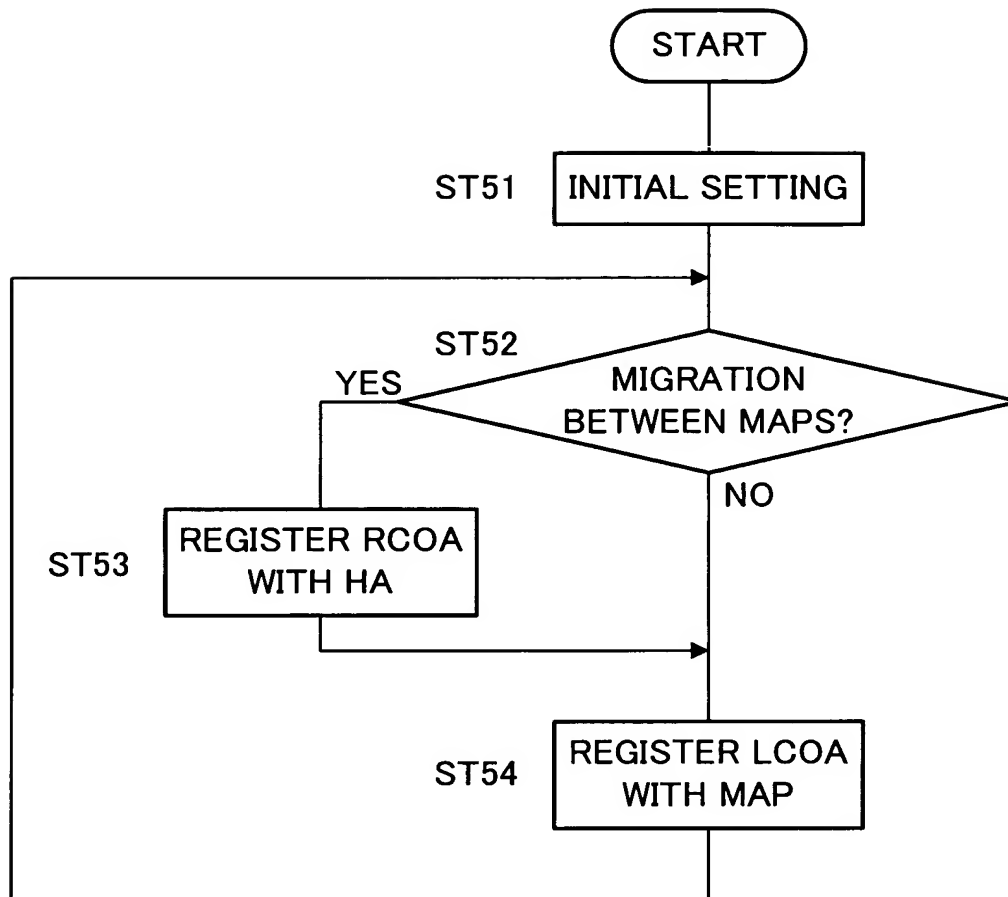 START
ST51
INITIAL SETTING
ST52
YES
MIGRATION
BETWEEN MAPS?
NO
ST53
REGISTER RCOA
WITH HA
ST54
REGISTER LCOA
WITH MAP